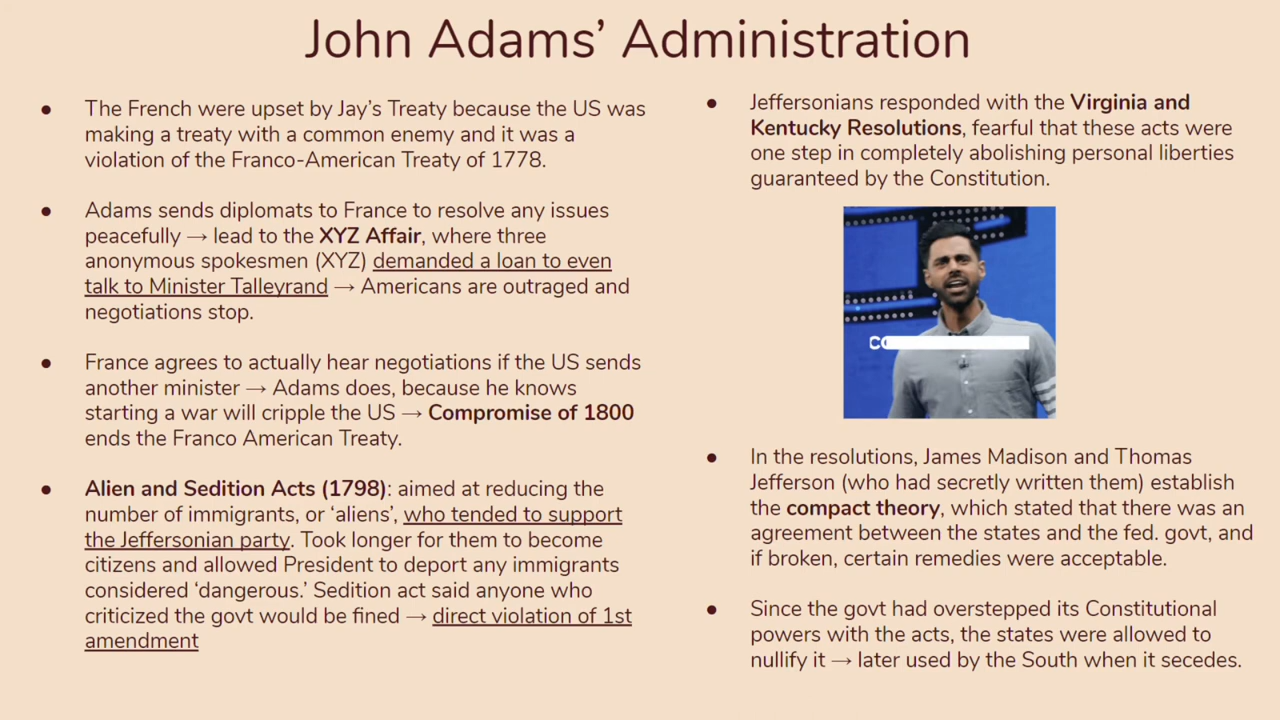 John Adams’ Administration
● The French were upset by Jay’s Treaty because the US was
making a treaty with a common enemy and it was a
violation of the Franco-American Treaty of 1778.
● Adams sends diplomats to France to resolve any issues
peacefully → lead to the XYZ Affair, where three
anonymous spokesmen (XYZ) demanded a loan to even
talk to Minister Talleyrand → Americans are outraged and
negotiations stop.
● France agrees to actually hear negotiations if the US sends
another minister → Adams does, because he knows
starting a war will cripple the US → Compromise of 1800
ends the Franco American Treaty.
● Alien and Sedition Acts (1798): aimed at reducing the
number of immigrants, or ‘aliens’, who tended to support
the Jeffersonian party. Took longer for them to become
citizens and allowed President to deport any immigrants
considered ‘dangerous.’ Sedition act said anyone who
criticized the govt would be fined → direct violation of 1st
amendment
● Jeffersonians responded with the Virginia and
Kentucky Resolutions, fearful that these acts were
one step in completely abolishing personal liberties
guaranteed by the Constitution.
● In the resolutions, James Madison and Thomas
Jefferson (who had secretly written them) establish
the compact theory, which stated that there was an
agreement between the states and the fed. govt, and
if broken, certain remedies were acceptable.
● Since the govt had overstepped its Constitutional
powers with the acts, the states were allowed to
nullify it → later used by the South when it secedes.